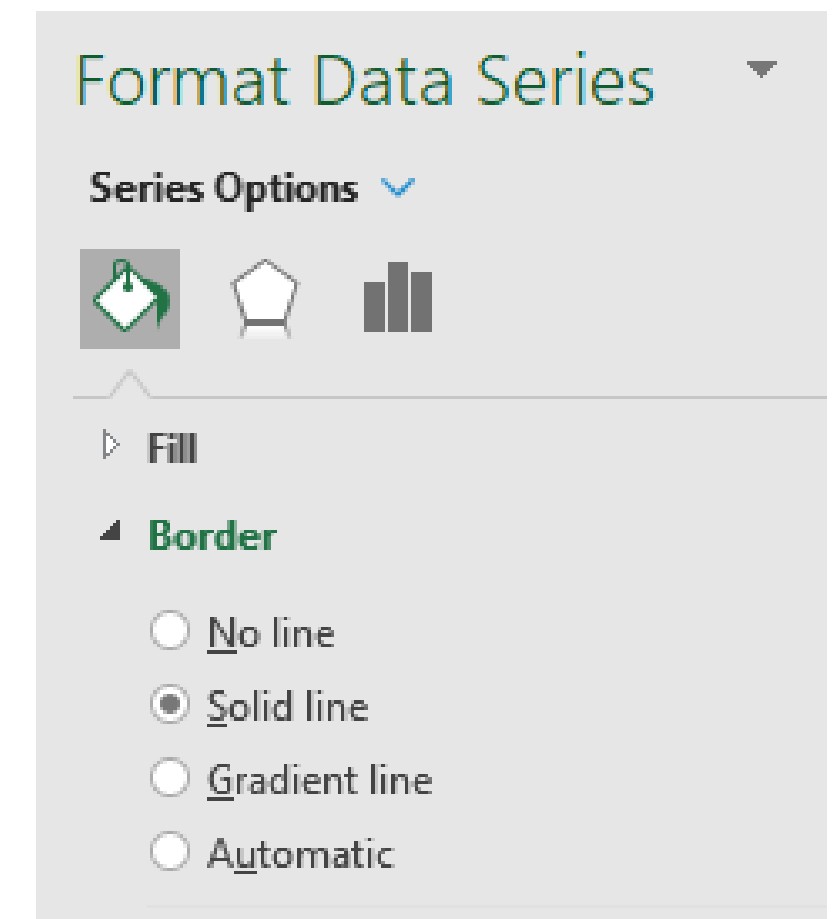 Format Data Series
Series Options
Fill
Border
No line
Solid line
Gradient line
Automatic